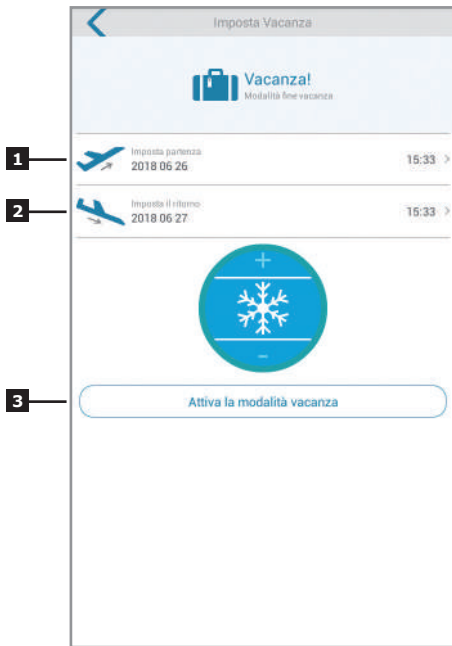 Imposta Vacanza
Vacanza!
Modalità fine vacanza
1
Imposta partenza
2018 06 26
15:33 >
2
Imposta il ritorno
2018 06 27
15:33 >
+
−
3
Attiva la modalità vacanza